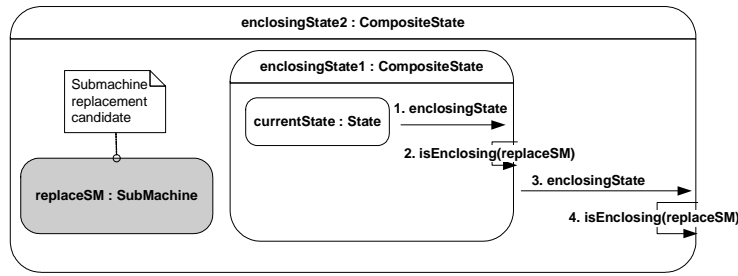 enclosingState2 : CompositeState
enclosingState1 : CompositeState
Submachine
replacement
candidate
currentState : State
1. enclosingState
2. isEnclosing(replaceSM)
3. enclosingState
replaceSM : SubMachine
4. isEnclosing(replaceSM)